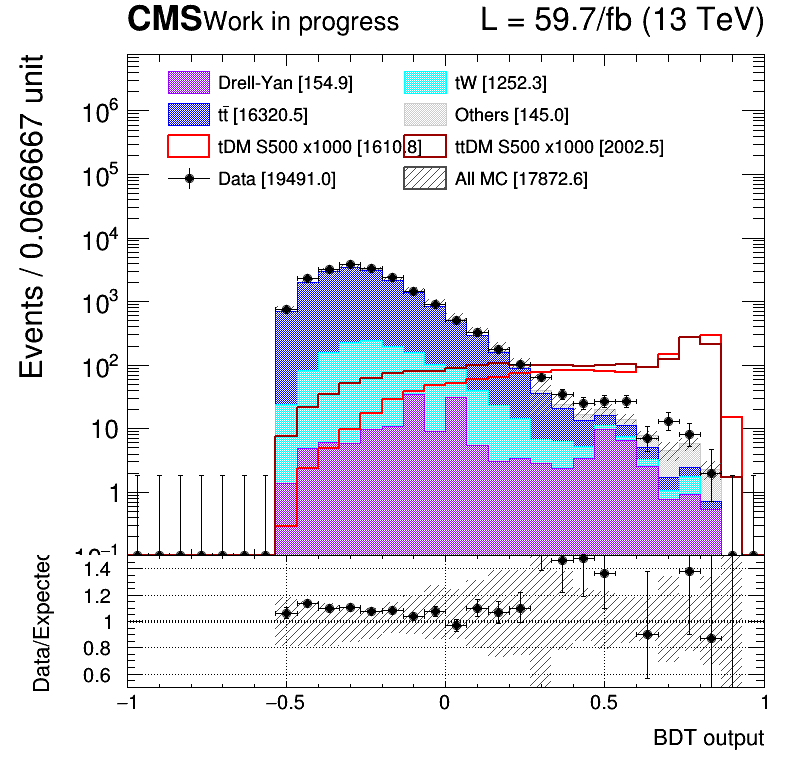 CMS Work in progress L = 59.7/fb (13 TeV)
Events / 0.0666667 unit
Drell-Yan [154.9] tW [1252.3]
tt̄ [16320.5] Others [145.0]
tDM S500 x1000 [1610.8] ttDM S500 x1000 [2002.5]
Data [19491.0] All MC [17872.6]
10⁶
10⁵
10⁴
10³
10²
10
1
10⁻¹
Data/Expected
1.4
1.2
1
0.8
0.6
−1 −0.5 0 0.5 1
BDT output